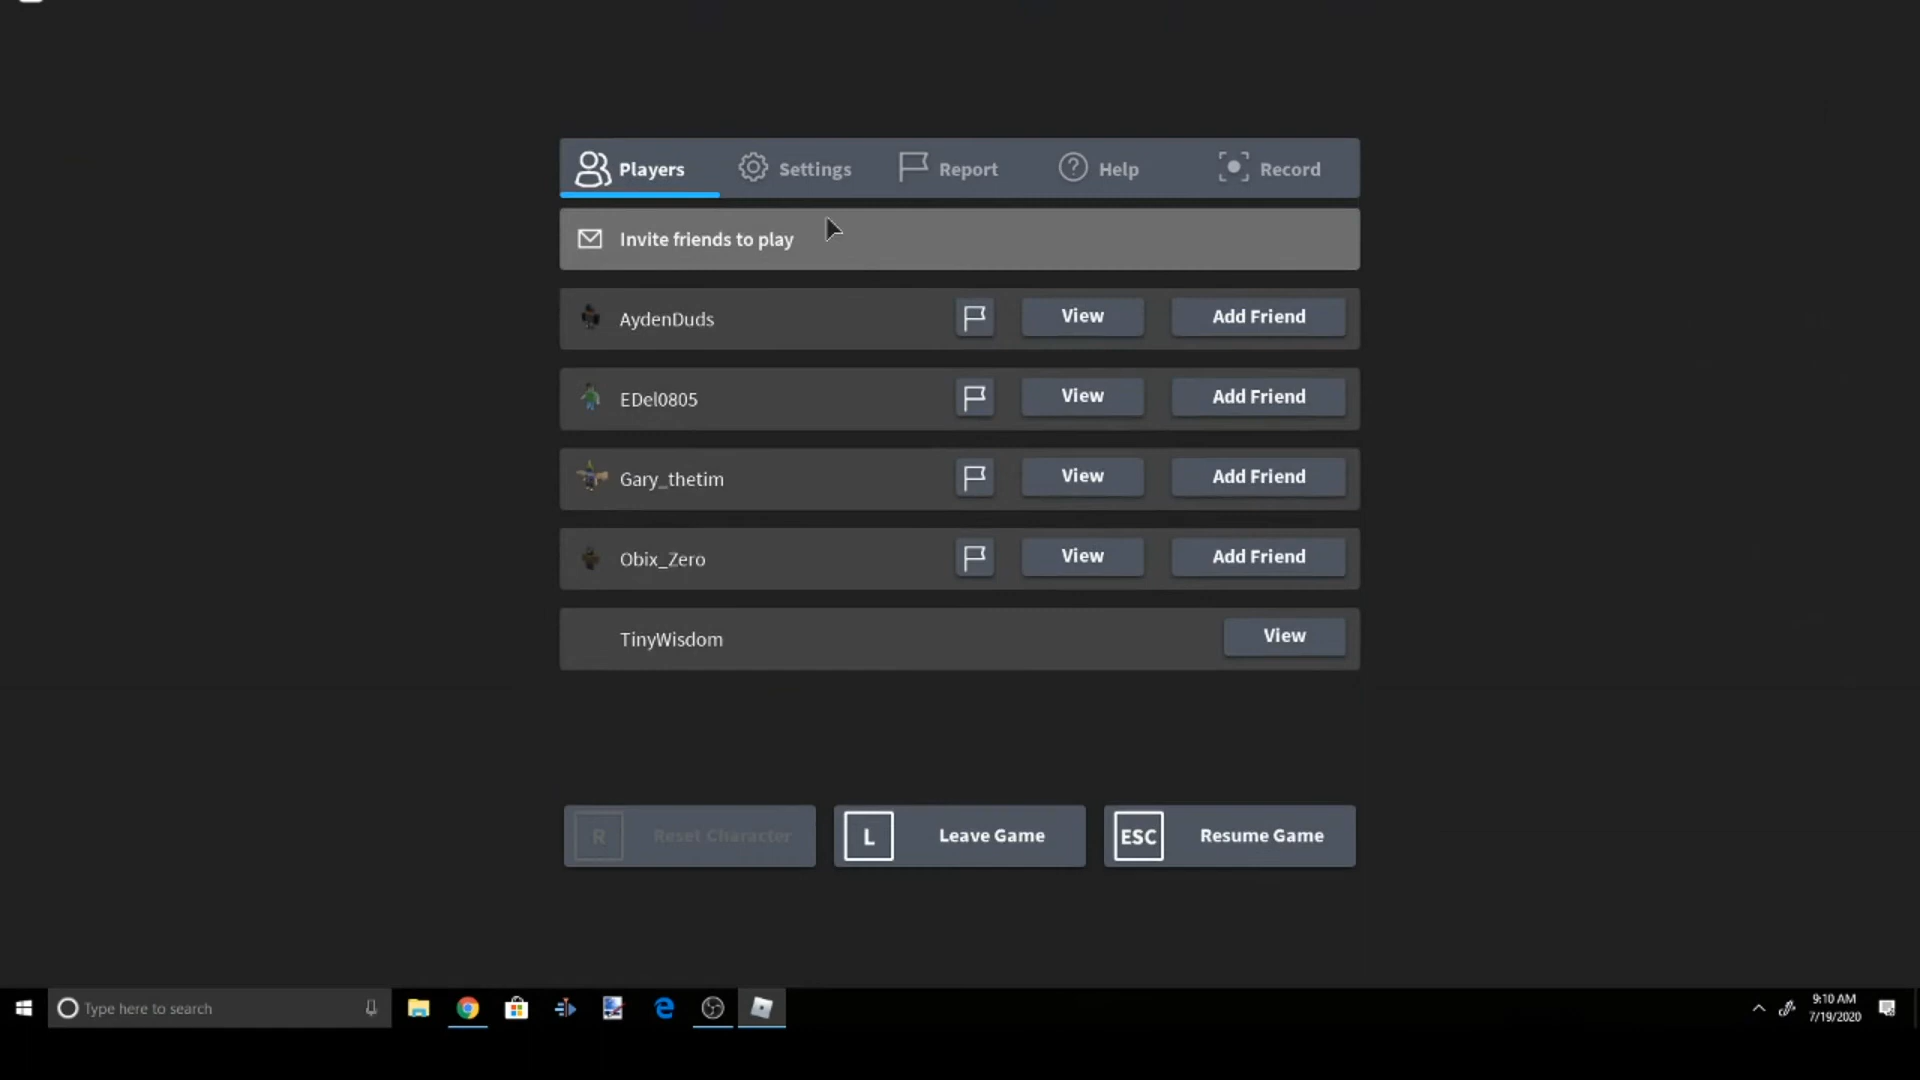 Players Settings Report Help Record
Invite friends to play
AydenDuds View Add Friend
EDel0805 View Add Friend
Gary_thetim View Add Friend
Obix_Zero View Add Friend
TinyWisdom View
R Reset Character L Leave Game ESC Resume Game
Type here to search
9:10 AM
7/19/2020